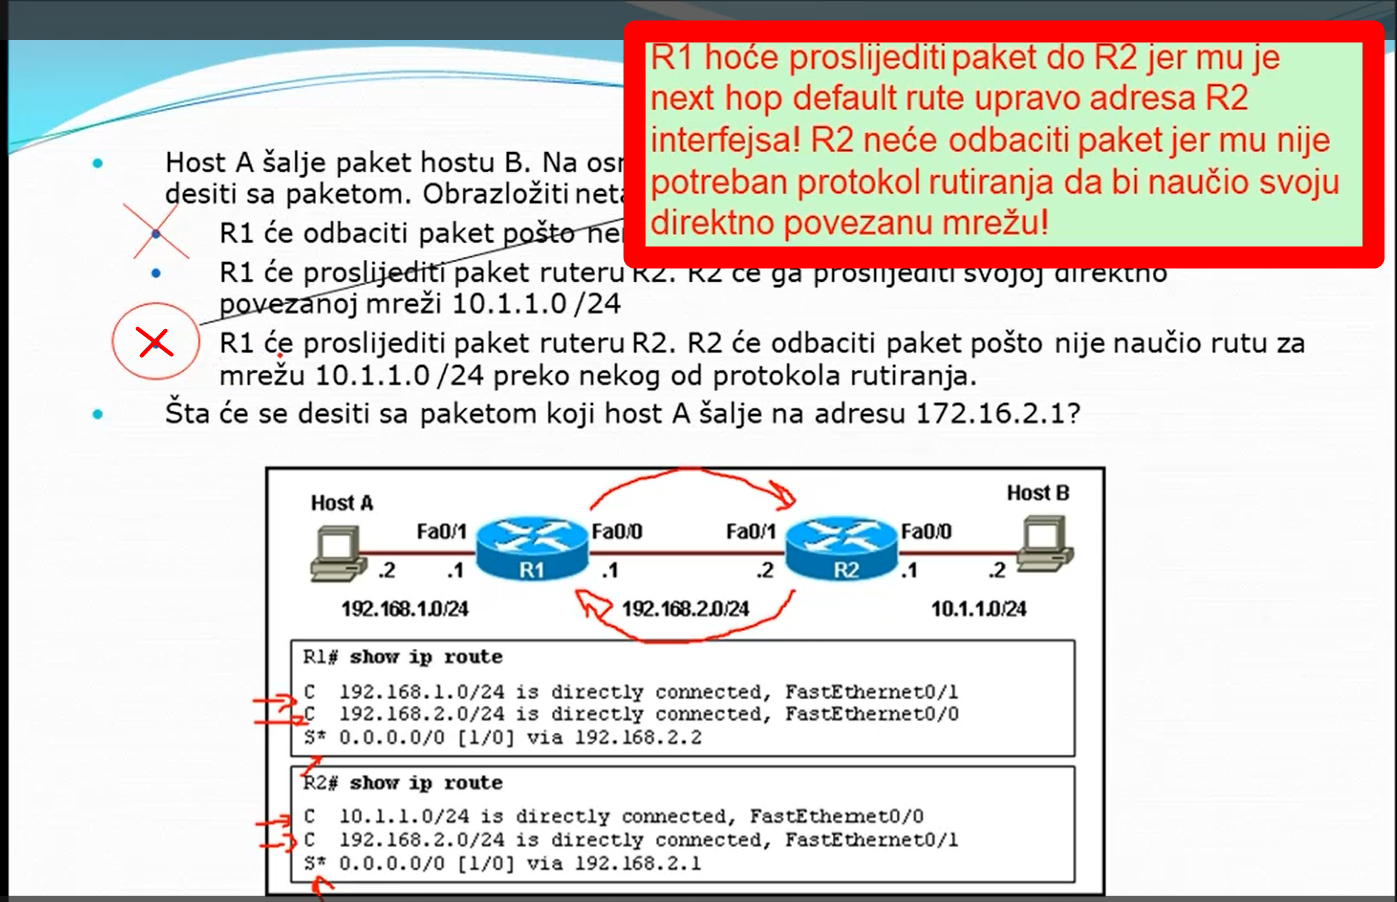 R1 hoće proslijediti paket do R2 jer mu je
next hop default rute upravo adresa R2
interfejsa! R2 neće odbaciti paket jer mu nije
potreban protokol rutiranja da bi naučio svoju
direktno povezanu mrežu!
Host A šalje paket hostu B. Na
desiti sa paketom. Obrazložiti
R1 će odbaciti paket pošto
R1 će proslijediti paket ruteru R2. R2 će ga proslijediti svojoj direktno
povezanoj mreži 10.1.1.0 /24
R1 će proslijediti paket ruteru R2. R2 će odbaciti paket pošto nije naučio rutu za
mrežu 10.1.1.0 /24 preko nekog od protokola rutiranja.
Šta će se desiti sa paketom koji host A šalje na adresu 172.16.2.1?
Host A Host B
Fa0/1 Fa0/0 Fa0/1 Fa0/0
R1 R2
.2 .1 .1 .2 .1 .2
192.168.1.0/24 192.168.2.0/24 10.1.1.0/24
R1# show ip route
C 192.168.1.0/24 is directly connected, FastEthernet0/1
C 192.168.2.0/24 is directly connected, FastEthernet0/0
S* 0.0.0.0/0 [1/0] via 192.168.2.2
R2# show ip route
C 10.1.1.0/24 is directly connected, FastEthernet0/0
C 192.168.2.0/24 is directly connected, FastEthernet0/1
S* 0.0.0.0/0 [1/0] via 192.168.2.1